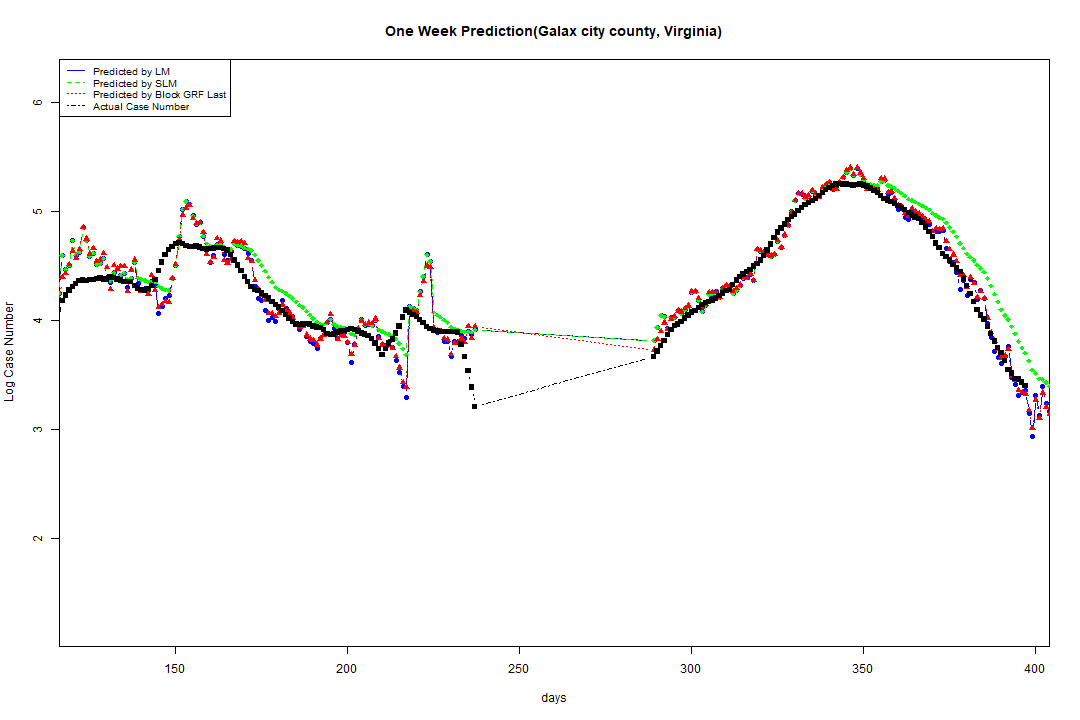 One Week Prediction(Galax city county, Virginia)
Predicted by LM
Predicted by SLM
Predicted by Block GRF Last
Actual Case Number
6
5
4
3
2
Log Case Number
150 200 250 300 350 400
days